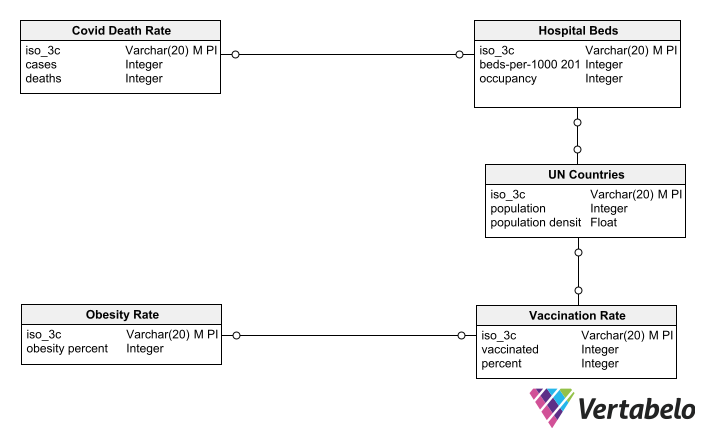 Covid Death Rate
iso_3c Varchar(20) M PI
cases Integer
deaths Integer
Hospital Beds
iso_3c Varchar(20) M PI
beds-per-1000 201 Integer
occupancy Integer
UN Countries
iso_3c Varchar(20) M PI
population Integer
population densit Float
Obesity Rate
iso_3c Varchar(20) M PI
obesity percent Integer
Vaccination Rate
iso_3c Varchar(20) M PI
vaccinated Integer
percent Integer
Vertabelo